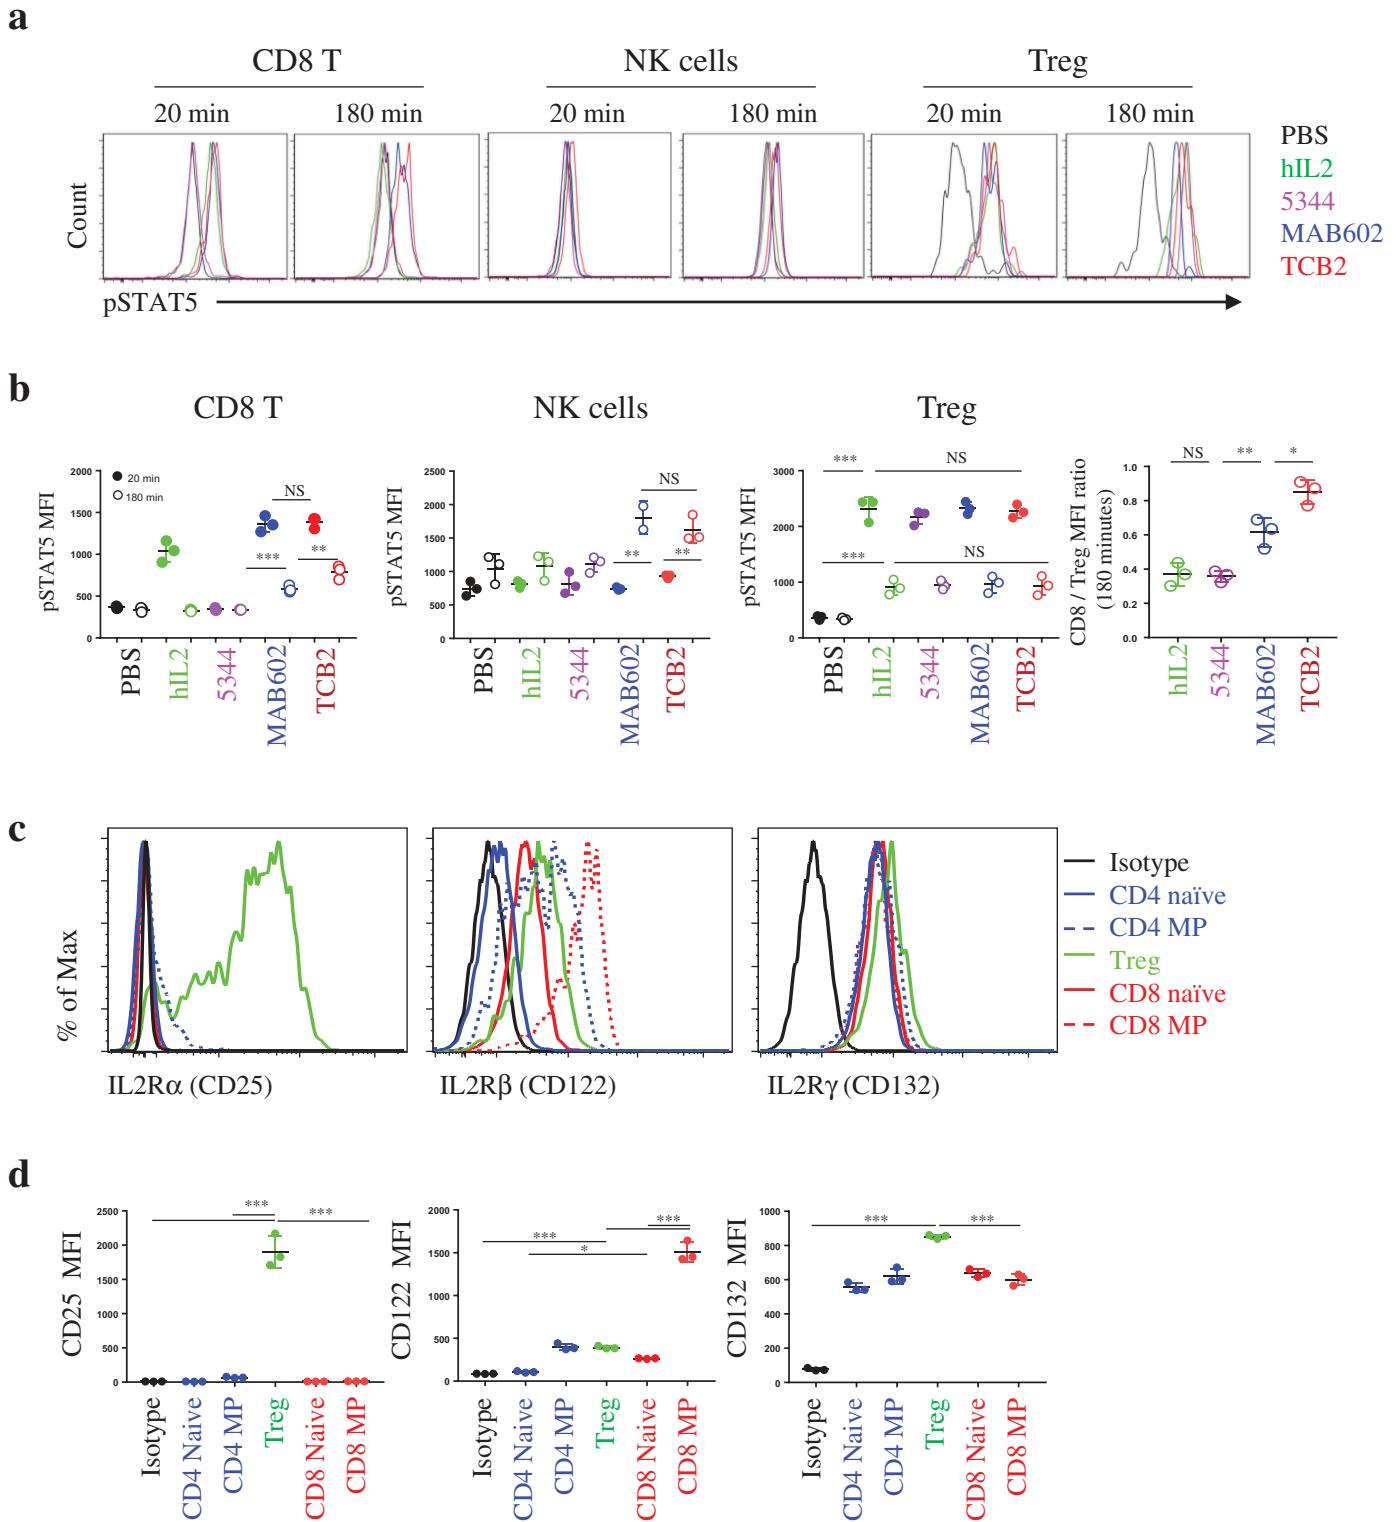 a
CD8 T NK cells Treg
20 min 180 min 20 min 180 min 20 min 180 min
PBS
hIL2
5344
MAB602
TCB2
Count
pSTAT5
b
CD8 T
pSTAT5 MFI
2000
1500
1000
500
0
20 min
180 min
NS
***
**
PBS
hIL2
5344
MAB602
TCB2
NK cells
pSTAT5 MFI
2500
2000
1500
1000
500
0
NS
**
**
PBS
hIL2
5344
MAB602
TCB2
Treg
pSTAT5 MFI
3000
2000
1000
0
***
NS
***
NS
PBS
hIL2
5344
MAB602
TCB2
CD8 / Treg MFI ratio
(180 minutes)
1.0
0.8
0.6
0.4
0.2
0.0
NS
**
*
hIL2
5344
MAB602
TCB2
c
% of Max
IL2Rα (CD25)
IL2Rβ (CD122)
IL2Rγ (CD132)
Isotype
CD4 naïve
CD4 MP
Treg
CD8 naïve
CD8 MP
d
CD25 MFI
2500
2000
1500
1000
500
0
***
***
Isotype
CD4 Naive
CD4 MP
Treg
CD8 Naive
CD8 MP
CD122 MFI
2000
1500
1000
500
0
***
***
*
Isotype
CD4 Naive
CD4 MP
Treg
CD8 Naive
CD8 MP
CD132 MFI
1000
800
600
400
200
0
***
***
Isotype
CD4 Naive
CD4 MP
Treg
CD8 Naive
CD8 MP